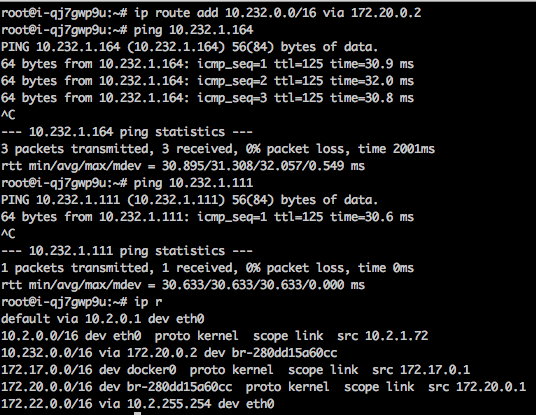 root@i-qj7gwp9u:~# ip route add 10.232.0.0/16 via 172.20.0.2
root@i-qj7gwp9u:~# ping 10.232.1.164
PING 10.232.1.164 (10.232.1.164) 56(84) bytes of data.
64 bytes from 10.232.1.164: icmp_seq=1 ttl=125 time=30.9 ms
64 bytes from 10.232.1.164: icmp_seq=2 ttl=125 time=32.0 ms
64 bytes from 10.232.1.164: icmp_seq=3 ttl=125 time=30.8 ms
^C
--- 10.232.1.164 ping statistics ---
3 packets transmitted, 3 received, 0% packet loss, time 2001ms
rtt min/avg/max/mdev = 30.895/31.308/32.057/0.549 ms
root@i-qj7gwp9u:~# ping 10.232.1.111
PING 10.232.1.111 (10.232.1.111) 56(84) bytes of data.
64 bytes from 10.232.1.111: icmp_seq=1 ttl=125 time=30.6 ms
^C
--- 10.232.1.111 ping statistics ---
1 packets transmitted, 1 received, 0% packet loss, time 0ms
rtt min/avg/max/mdev = 30.633/30.633/30.633/0.000 ms
root@i-qj7gwp9u:~# ip r
default via 10.2.0.1 dev eth0
10.2.0.0/16 dev eth0  proto kernel  scope link  src 10.2.1.72
10.232.0.0/16 via 172.20.0.2 dev br-280dd15a60cc
172.17.0.0/16 dev docker0  proto kernel  scope link  src 172.17.0.1
172.20.0.0/16 dev br-280dd15a60cc  proto kernel  scope link  src 172.20.0.1
172.22.0.0/16 via 10.2.255.254 dev eth0